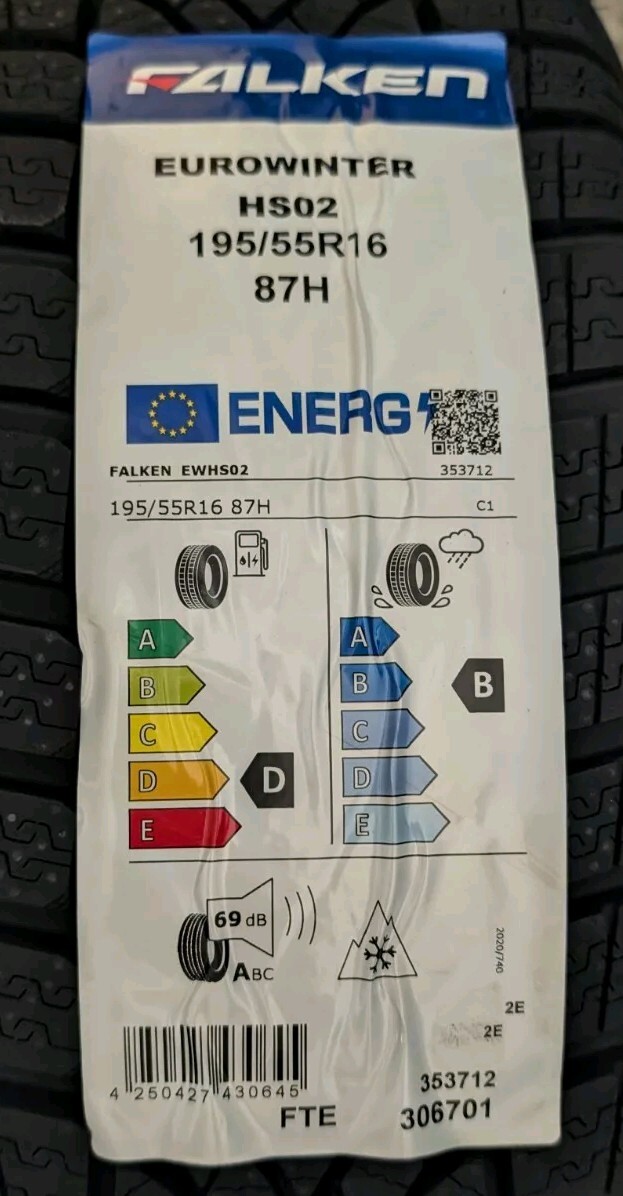 FALKEN
EUROWINTER
HS02
195/55R16
87H
ENERG
FALKEN EWHS02 353712
195/55R16 87H C1
A A
B B B
C C
D D D
E E
69 dB
ABC
2020/740
2E
2E
353712
4 250427 430645
FTE 306701